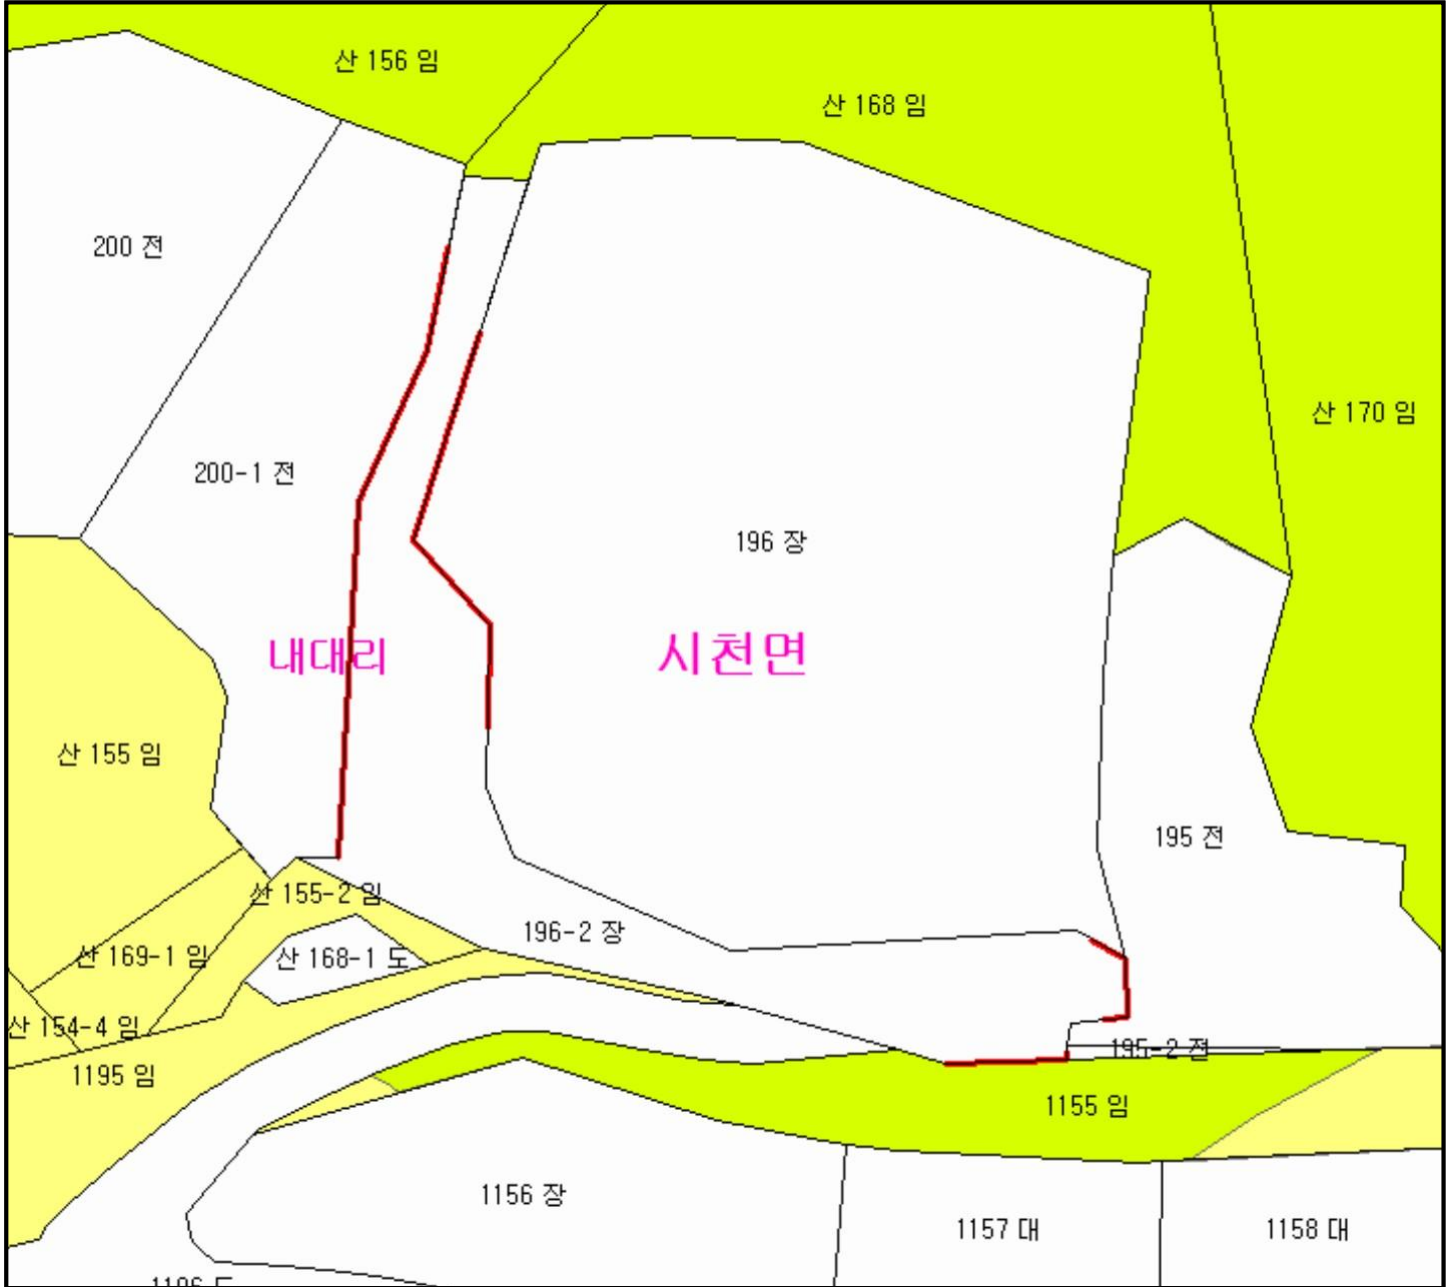 산 156 임
산 168 임
200 전
산 170 임
200-1 전
196 장
내대리
시천면
산 155 임
195 전
산 155-2 임
196-2 장
산 169-1 임
산 168-1 도
산 154-4 임
195-2 전
1195 임
1155 임
1156 장
1157 대
1158 대